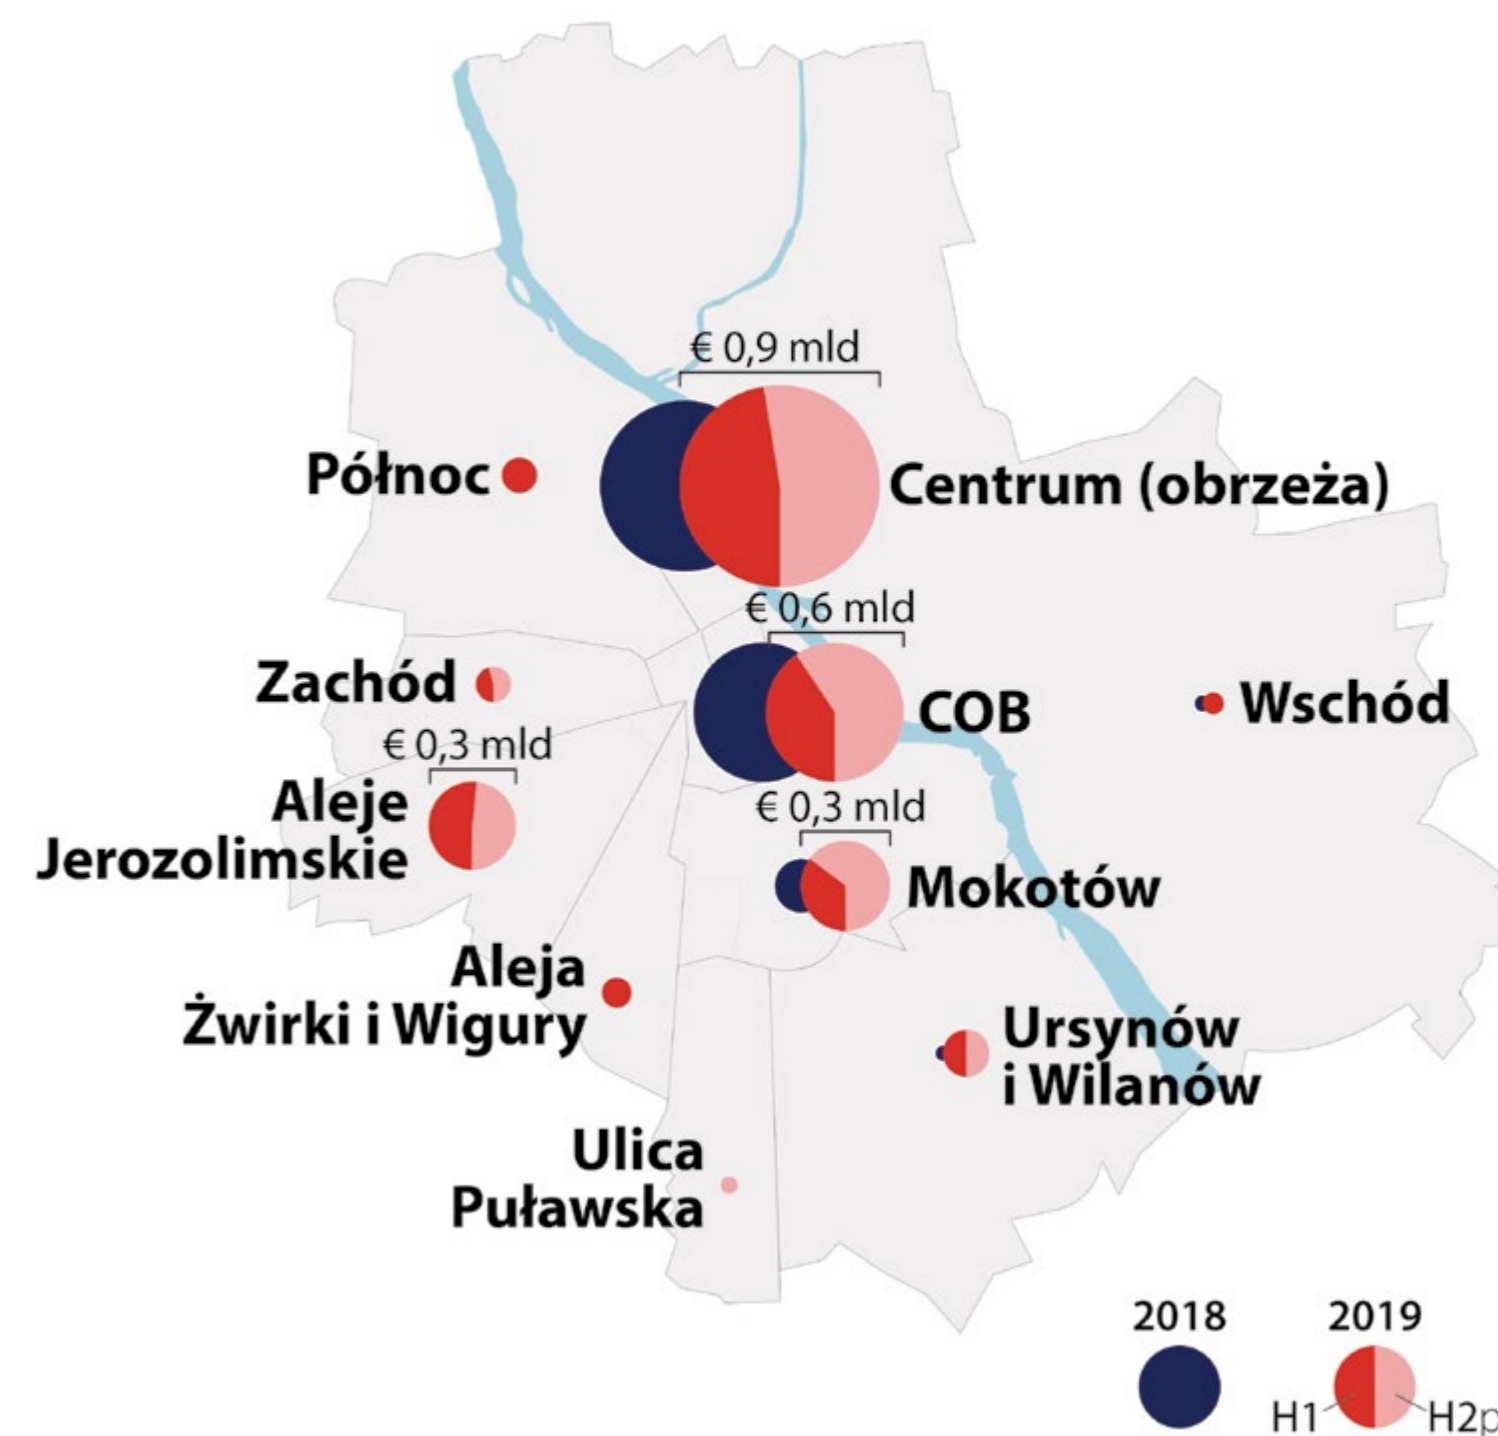 € 0,9 mld
Północ
Centrum (obrzeża)
€ 0,6 mld
Zachód
COB
Wschód
€ 0,3 mld
Aleje
Jerozolimskie
€ 0,3 mld
Mokotów
Aleja
Żwirki i Wigury
Ursynów
i Wilanów
Ulica
Puławska
2018
2019
H1
H2p